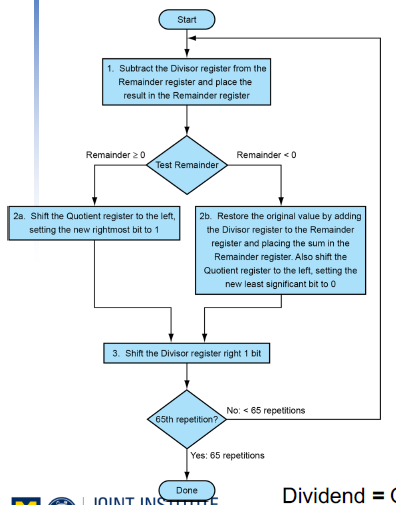 Start
1. Subtract the Divisor register from the
Remainder register and place the
result in the Remainder register
Remainder ≥ 0
Remainder < 0
Test Remainder
2a. Shift the Quotient register to the left,
setting the new rightmost bit to 1
2b. Restore the original value by adding
the Divisor register to the Remainder
register and placing the sum in the
Remainder register. Also shift the
Quotient register to the left, setting the
new least significant bit to 0
3. Shift the Divisor register right 1 bit
65th repetition?
No: < 65 repetitions
Yes: 65 repetitions
Done
M
JOINT INSTITUTE
Dividend =